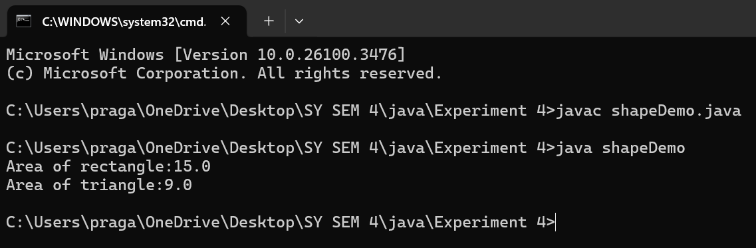 C:\WINDOWS\system32\cmd.
Microsoft Windows [Version 10.0.26100.3476]
(c) Microsoft Corporation. All rights reserved.
C:\Users\praga\OneDrive\Desktop\SY SEM 4\java\Experiment 4>javac shapeDemo.java
C:\Users\praga\OneDrive\Desktop\SY SEM 4\java\Experiment 4>java shapeDemo
Area of rectangle:15.0
Area of triangle:9.0
C:\Users\praga\OneDrive\Desktop\SY SEM 4\java\Experiment 4>